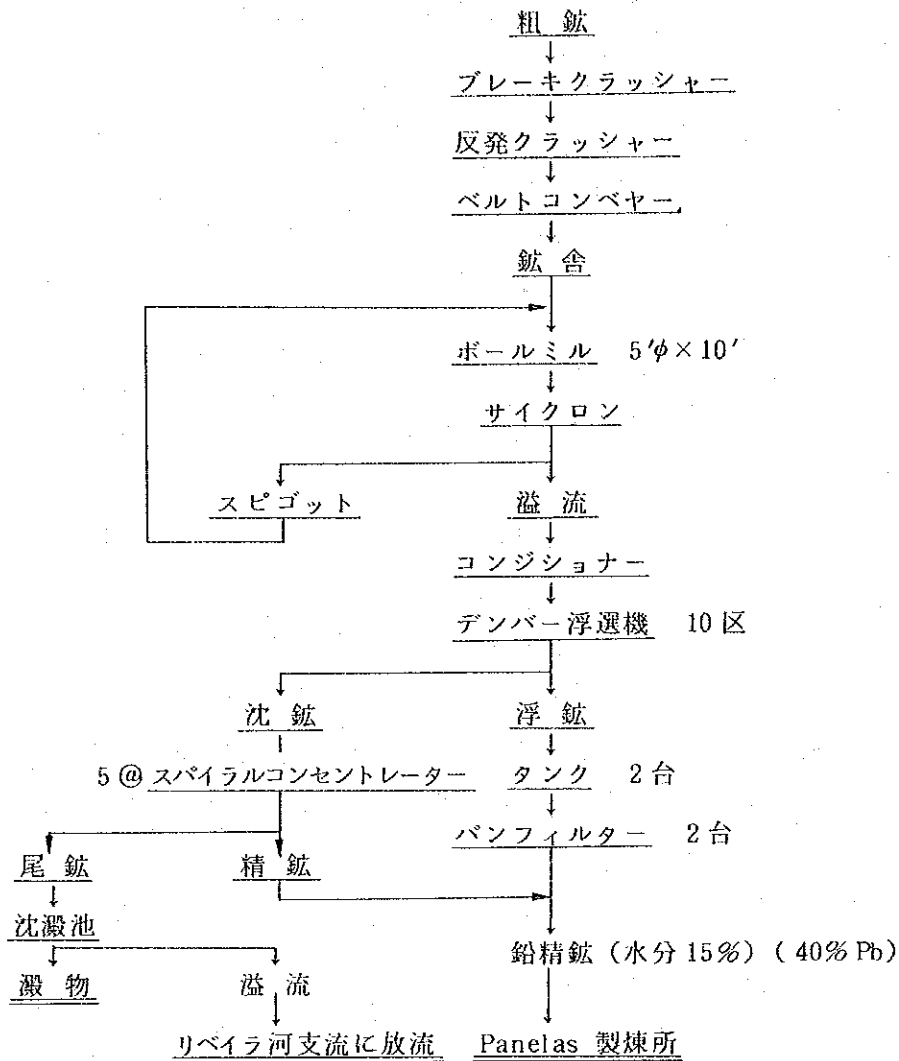 粗鉱
ブレーキクラッシャー
反発クラッシャー
ベルトコンベヤー
鉱舎
ボールミル 5'φ×10'
サイクロン
スピゴット 溢流
コンジショナー
デンバー浮選機 10区
沈鉱 浮鉱
5@スパイラルコンセントレーター タンク 2台
パンフィルター 2台
尾鉱 精鉱
沈澱池
鉛精鉱(水分15%)(40%Pb)
澱物 溢流
リベイラ河支流に放流 Panelas 製煉所